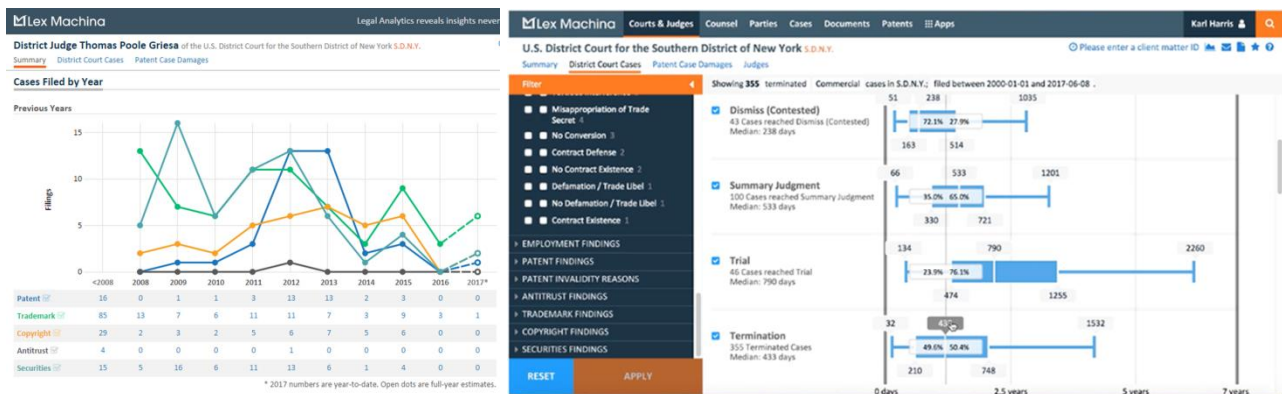 Lex Machina
Legal Analytics reveals insights never
District Judge Thomas Poole Griesa of the U.S. District Court for the Southern District of New York S.D.N.Y.
Summary District Court Cases Patent Case Damages
Cases Filed by Year
Previous Years
Filings
15
10
5
0
<2008 2008 2009 2010 2011 2012 2013 2014 2015 2016 2017*
Patent 16 0 1 1 3 13 13 2 3 0 0
Trademark 85 13 7 6 11 11 7 3 9 3 1
Copyright 29 2 3 2 5 6 7 5 6 0 0
Antitrust 4 0 0 0 0 1 0 0 0 0 0
Securities 15 5 16 6 11 13 6 1 4 0 0
* 2017 numbers are year-to-date. Open dots are full-year estimates.
Lex Machina Courts & Judges Counsel Parties Cases Documents Patents Apps Karl Harris
U.S. District Court for the Southern District of New York S.D.N.Y.
Please enter a client matter ID
Summary District Court Cases Patent Case Damages Judges
Filter
Showing 355 terminated Commercial cases in S.D.N.Y.; filed between 2000-01-01 and 2017-06-08 .
Misappropriation of Trade
Secret 4
No Conversion 3
Contract Defense 2
No Contract Existence 2
Defamation / Trade Libel 1
No Defamation / Trade Libel 1
Contract Existence 1
EMPLOYMENT FINDINGS
PATENT FINDINGS
PATENT INVALIDITY REASONS
ANTITRUST FINDINGS
TRADEMARK FINDINGS
COPYRIGHT FINDINGS
SECURITIES FINDINGS
RESET APPLY
51 238 1035
Dismiss (Contested)
43 Cases reached Dismiss (Contested)
Median: 238 days
72.1% 27.9%
163 514
66 533 1201
Summary Judgment
100 Cases reached Summary Judgment
Median: 533 days
35.0% 65.0%
330 721
134 790 2260
Trial
46 Cases reached Trial
Median: 790 days
23.9% 76.1%
474 1255
32 1532
Termination
355 Terminated Cases
Median: 433 days
49.6% 50.4%
210 748
0 days 2.5 years 5 years 7 years